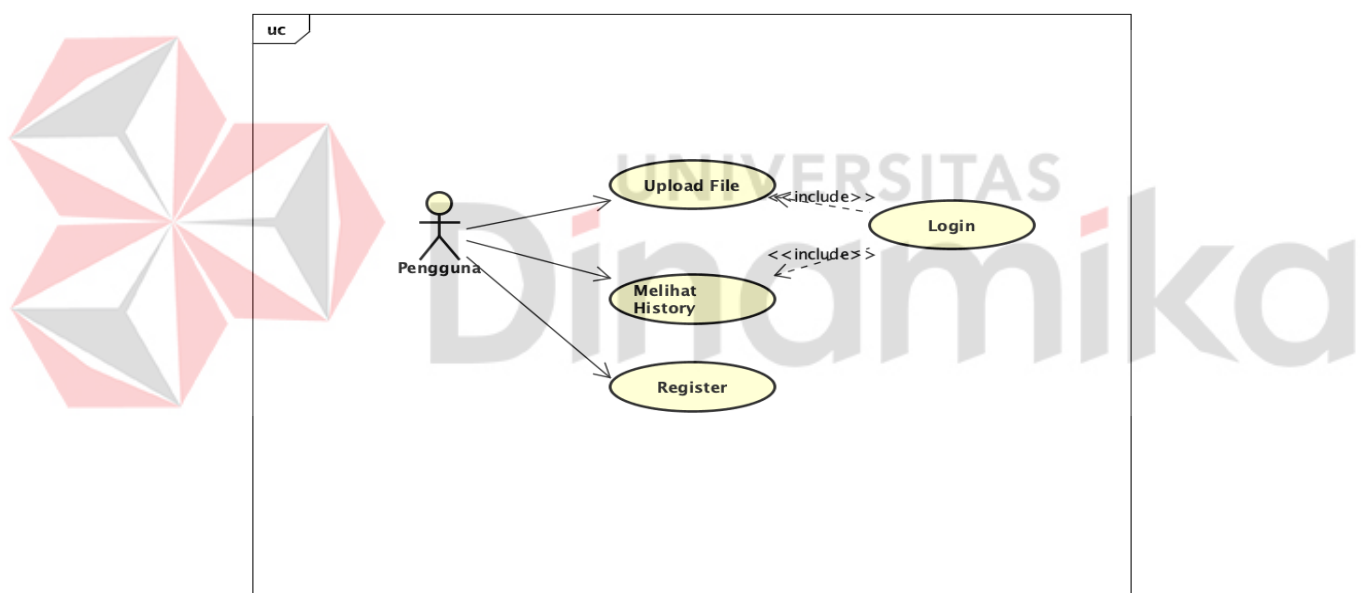 uc
UNIVERSITAS
Dinamika
Pengguna
Upload File
<<include>>
Login
<<include>>
Melihat
History
Register